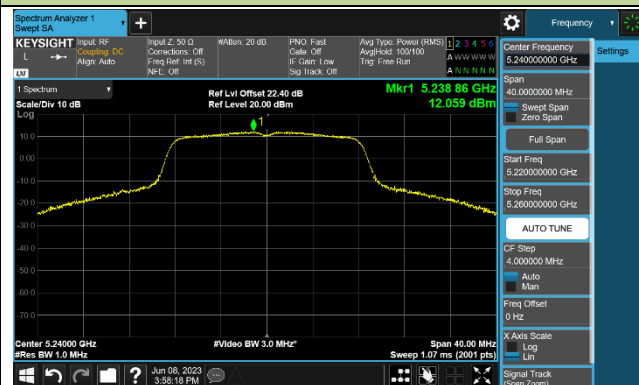 Spectrum Analyzer 1
Swept SA
Frequency
KEYSIGHT
Input: RF
Coupling: DC
Align: Auto
Input Z: 50 Ω
Corrections: Off
Freq Ref: Int (S)
NFE: Off
#Atten: 20 dB
PNO: Fast
Gate: Off
IF Gain: Low
Sig Track: Off
Avg Type: Power (RMS)
Avg|Hold: 100/100
Trig: Free Run
1 2 3 4 5 6
A W W W W W
A N N N N N
L
LXI
1 Spectrum
Scale/Div 10 dB
Log
Ref Lvl Offset 22.40 dB
Ref Level 20.00 dBm
Mkr1 5.238 86 GHz
12.059 dBm
1
10.0
0.00
-10.0
-20.0
-30.0
-40.0
-50.0
-60.0
-70.0
Center 5.24000 GHz
#Res BW 1.0 MHz
#Video BW 3.0 MHz*
Span 40.00 MHz
Sweep 1.07 ms (2001 pts)
Jun 08, 2023
3:58:18 PM
Center Frequency
5.240000000 GHz
Settings
Span
40.0000000 MHz
Swept Span
Zero Span
Full Span
Start Freq
5.220000000 GHz
Stop Freq
5.260000000 GHz
AUTO TUNE
CF Step
4.000000 MHz
Auto
Man
Freq Offset
0 Hz
X Axis Scale
Log
Lin
Signal Track
(Span Zoom)